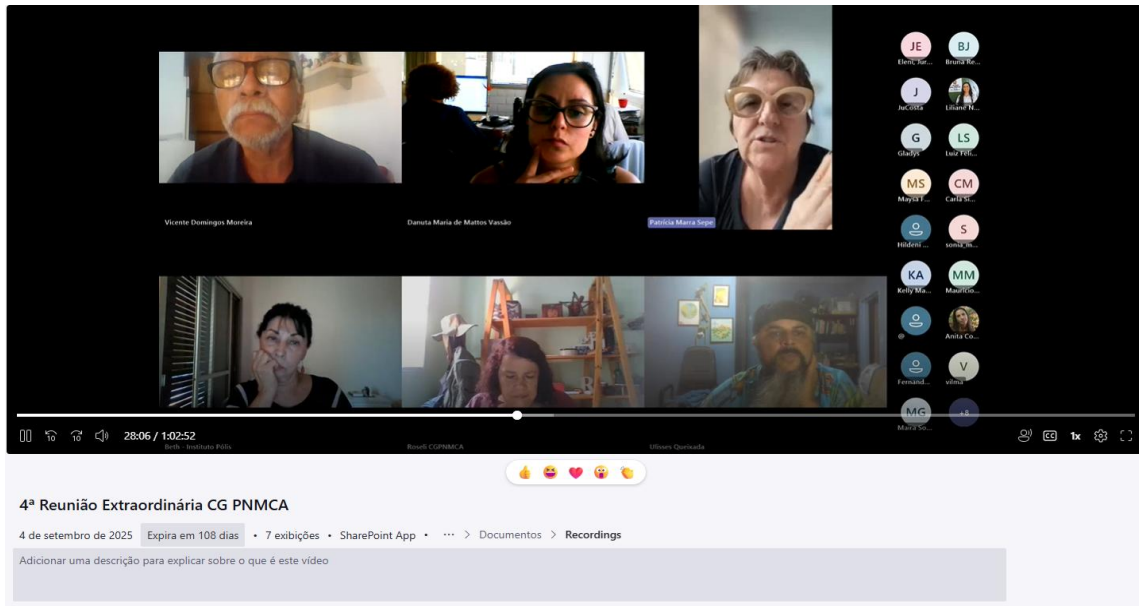 JE
BJ
Eleni, Jur...
Bruna Re...
J
JuCosta
Liliane N...
G
LS
Gladys
Luiz Feli...
MS
CM
Maysa F...
Carla Si...
S
Hildeni ...
sonia_m...
Vicente Domingos Moreira
Danuta Maria de Mattos Vassão
Patrícia Marra Sepe
KA
MM
Kelly Ma...
Mauricio...
@
Anita Co...
V
Fernand...
vilma
MG
+8
Maira So...
10
10
28:06 / 1:02:52
CC
1x
Beth - Instituto Pólis
Roseli CGPNMCA
Ulisses Queixada
4ª Reunião Extraordinária CG PNMCA
4 de setembro de 2025 Expira em 108 dias • 7 exibições • SharePoint App • ··· > Documentos > Recordings
Adicionar uma descrição para explicar sobre o que é este vídeo